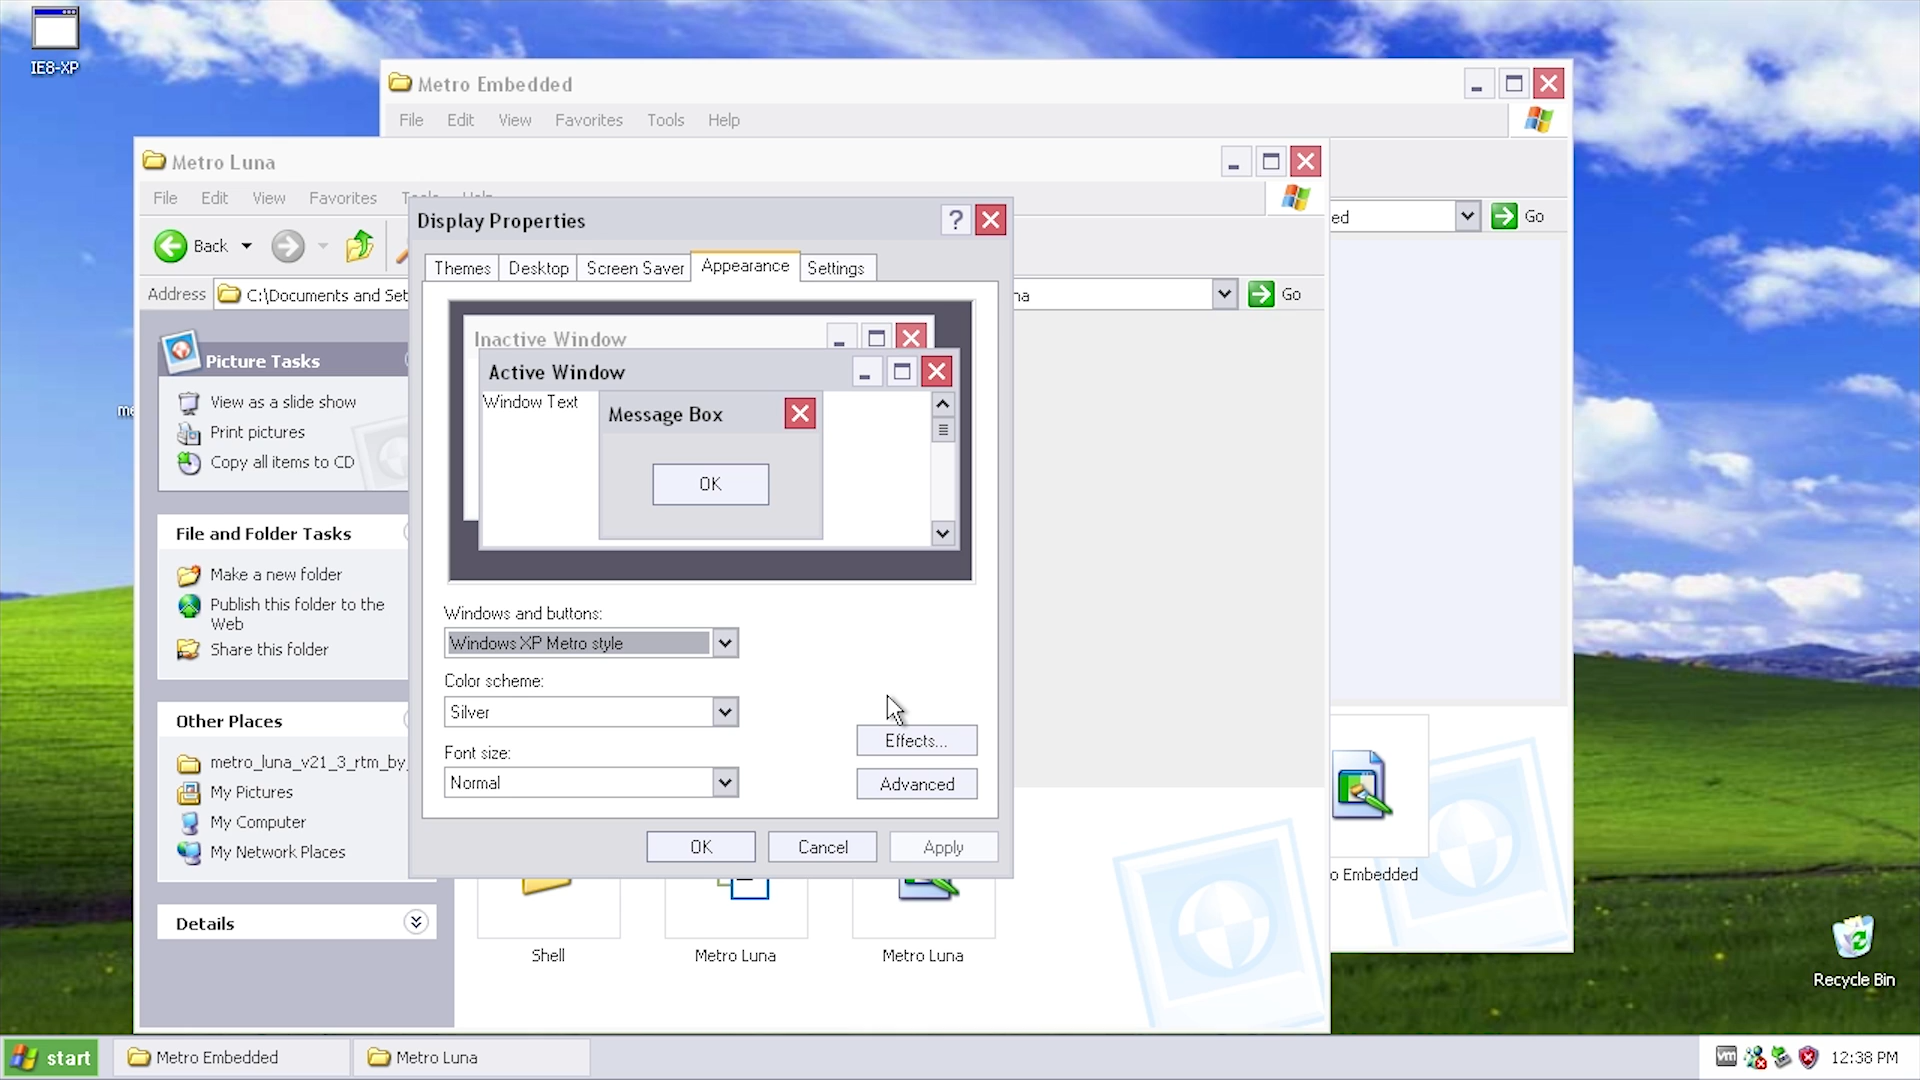 IE8-XP
Metro Embedded
File Edit View Favorites Tools Help
ed
Go
Metro Luna
File Edit View Favorites Tools Help
Back
Address C:\Documents and Set
na
Go
Picture Tasks
View as a slide show
Print pictures
Copy all items to CD
File and Folder Tasks
Make a new folder
Publish this folder to the
Web
Share this folder
Other Places
metro_luna_v21_3_rtm_by_
My Pictures
My Computer
My Network Places
Details
me
Display Properties
?
Themes Desktop Screen Saver Appearance Settings
Inactive Window
Active Window
Window Text
Message Box
OK
Windows and buttons:
Windows XP Metro style
Color scheme:
Silver
Font size:
Normal
Effects...
Advanced
OK Cancel Apply
Shell
Metro Luna
Metro Luna
o Embedded
Recycle Bin
start
Metro Embedded
Metro Luna
vm
12:38 PM